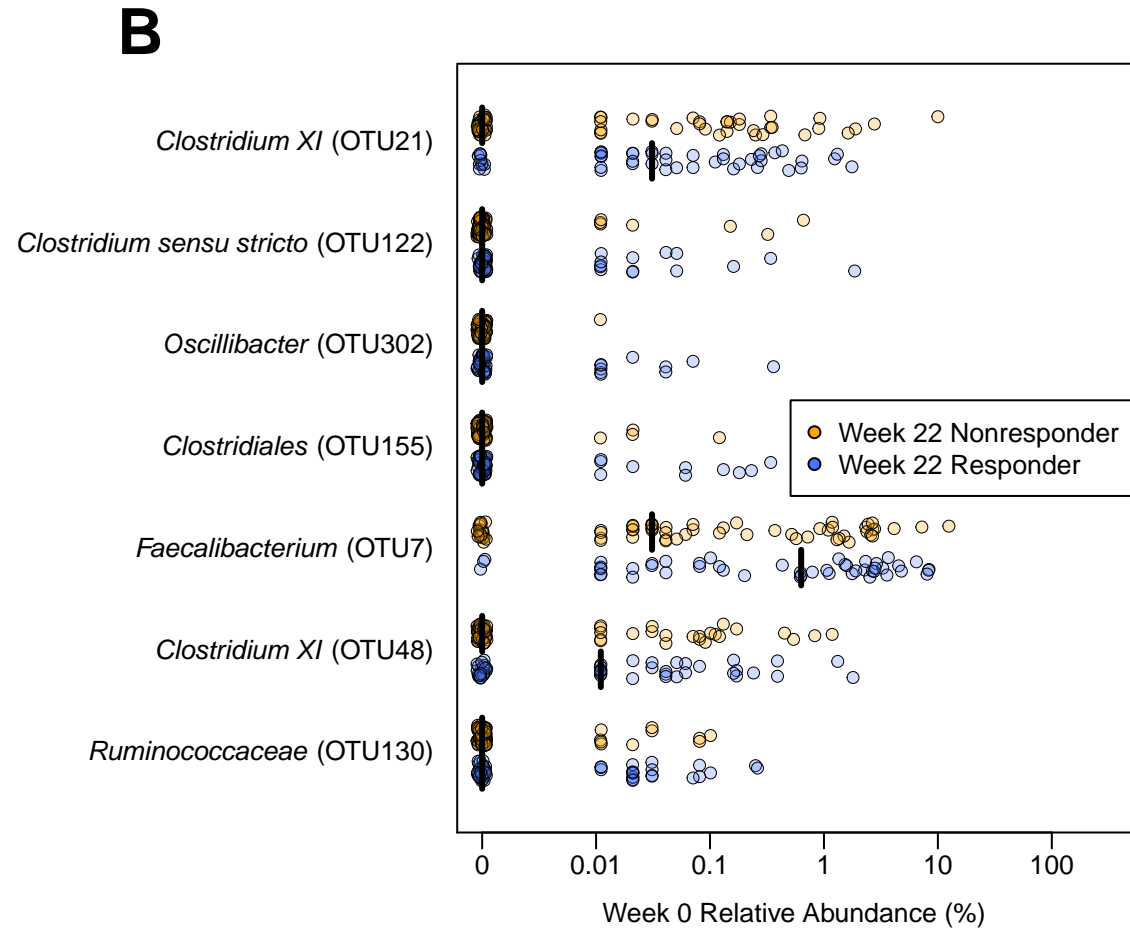 B
Clostridium XI (OTU21)
Clostridium sensu stricto (OTU122)
Oscillibacter (OTU302)
Clostridiales (OTU155)
Faecalibacterium (OTU7)
Clostridium XI (OTU48)
Ruminococcaceae (OTU130)
Week 22 Nonresponder
Week 22 Responder
0 0.01 0.1 1 10 100
Week 0 Relative Abundance (%)